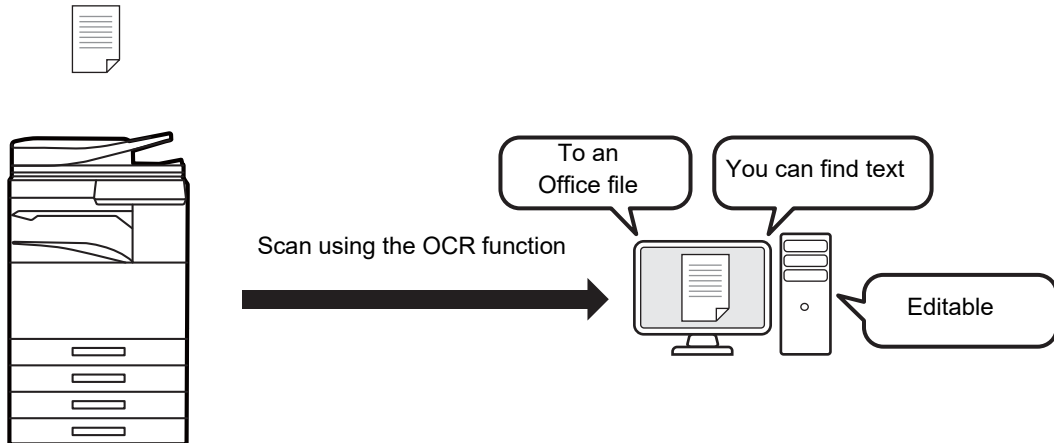 To an
Office file
You can find text
Scan using the OCR function
Editable